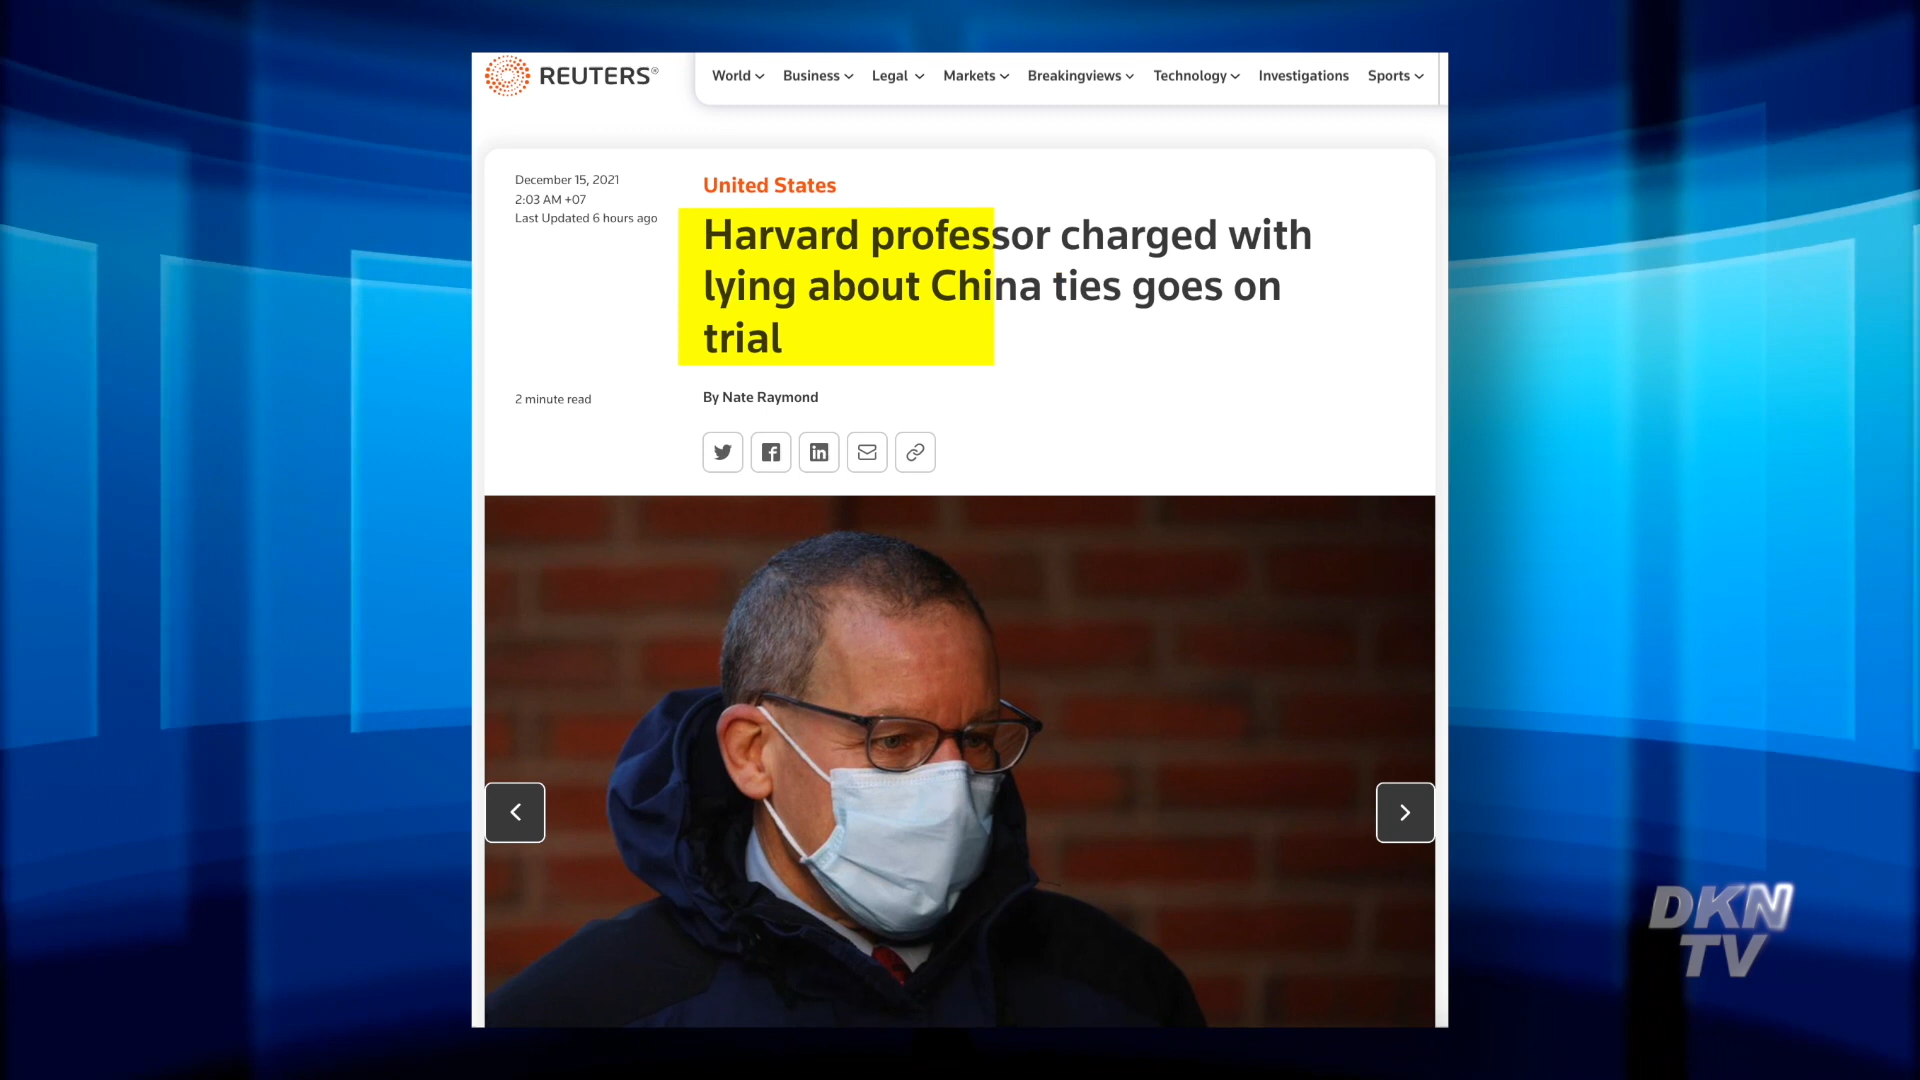 REUTERS®
World Business Legal Markets Breakingviews Technology Investigations Sports
December 15, 2021
2:03 AM +07
Last Updated 6 hours ago
United States
Harvard professor charged with
lying about China ties goes on
trial
2 minute read
By Nate Raymond
DKN
TV